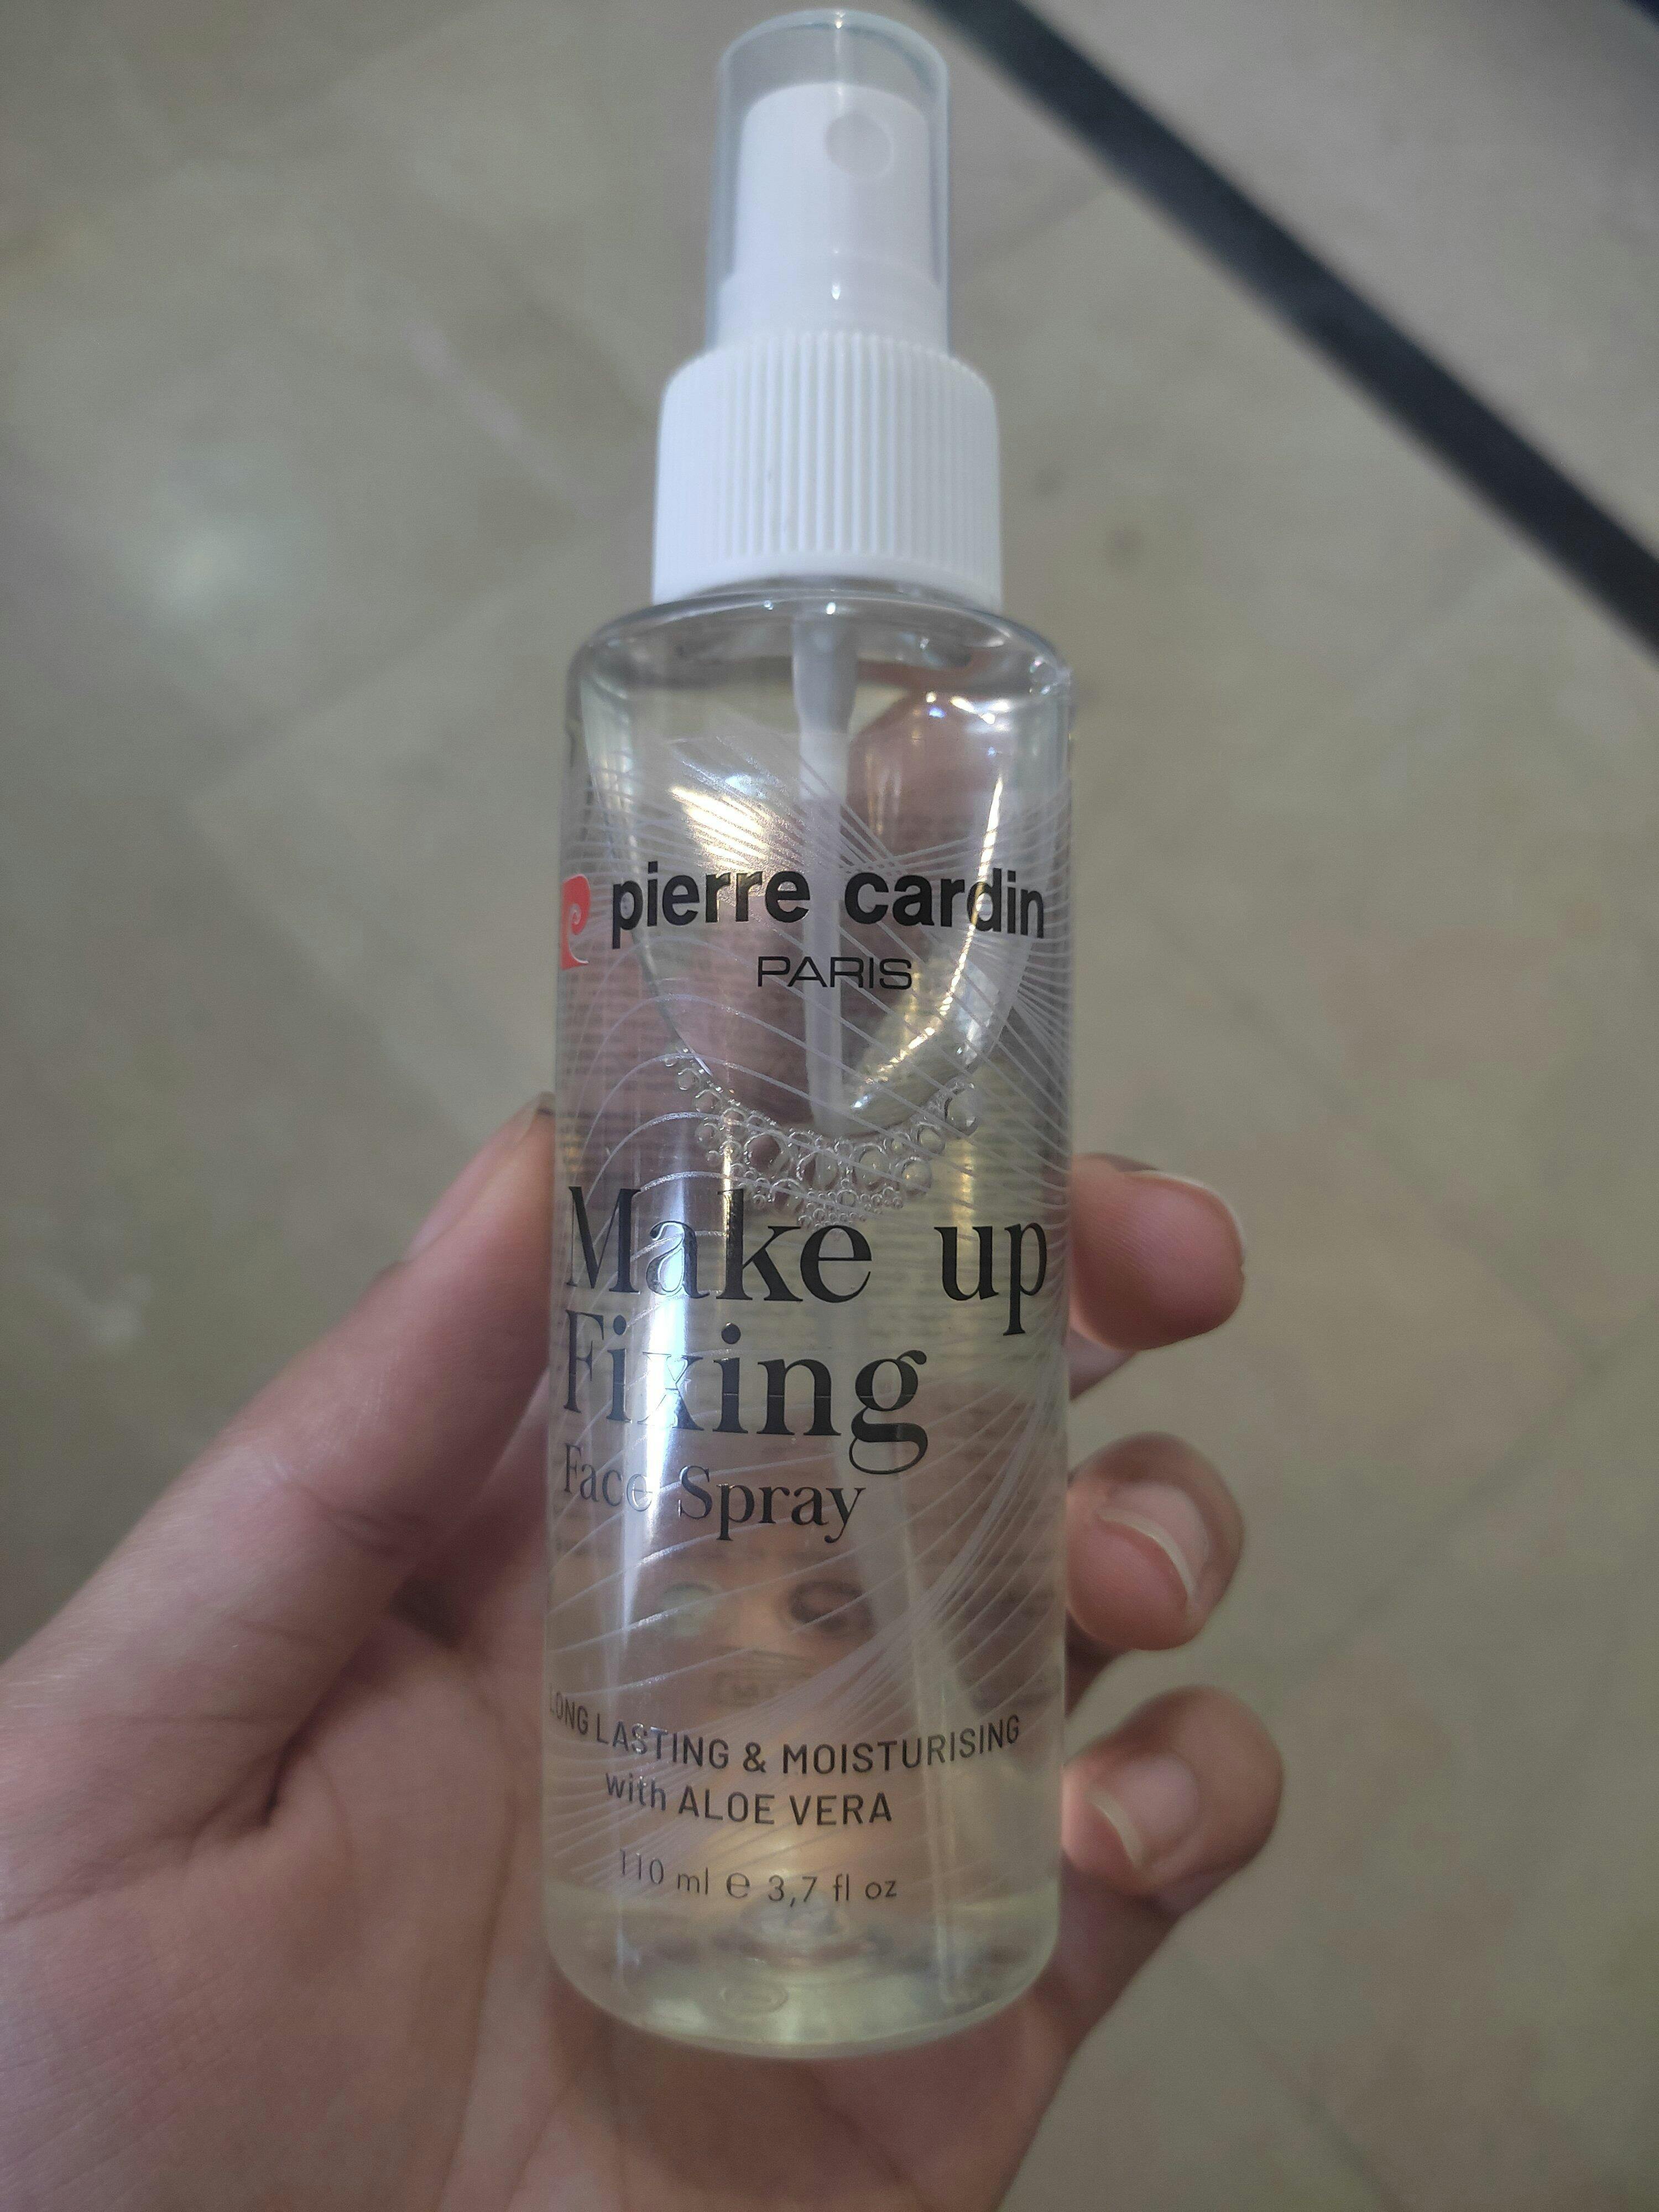 pierre cardin
PARIS
Make up
Fixing
Face Spray
LONG LASTING & MOISTURISING
with ALOE VERA
110 ml e 3,7 fl oz